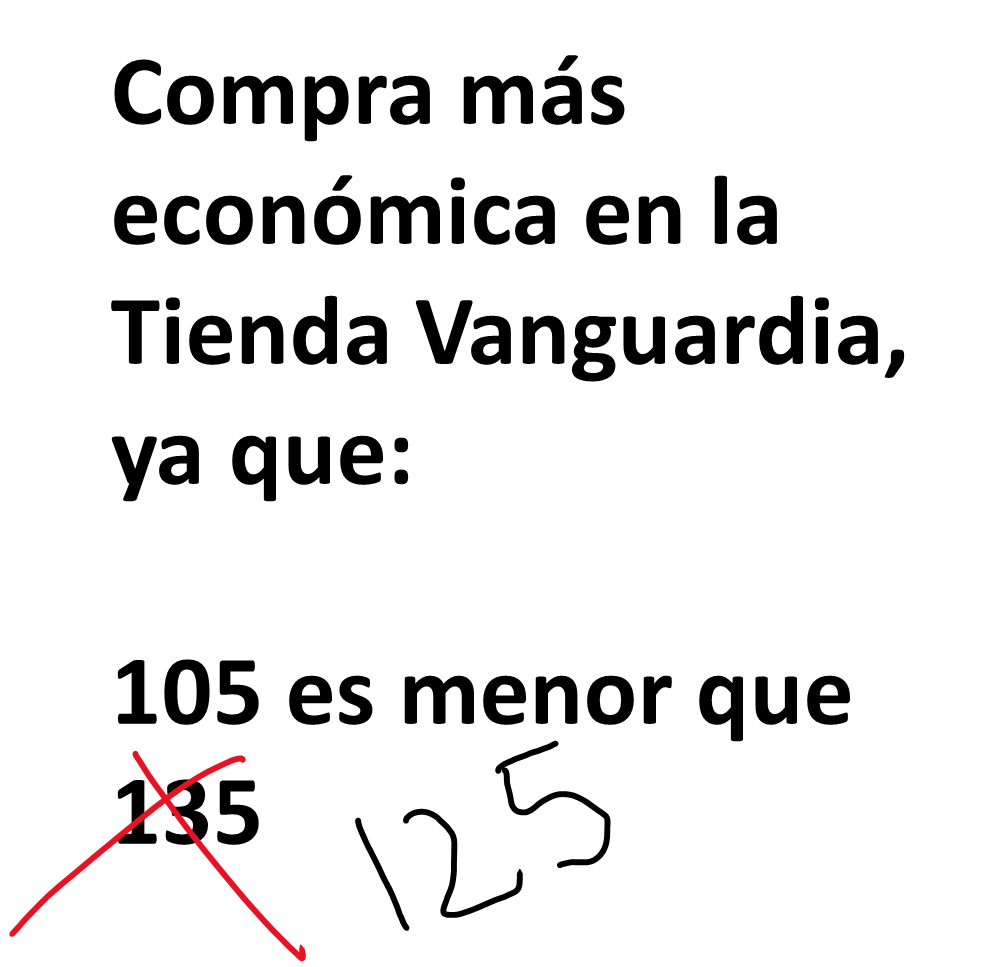 Compra más
económica en la
Tienda Vanguardia,
ya que:
105 es menor que
135 125